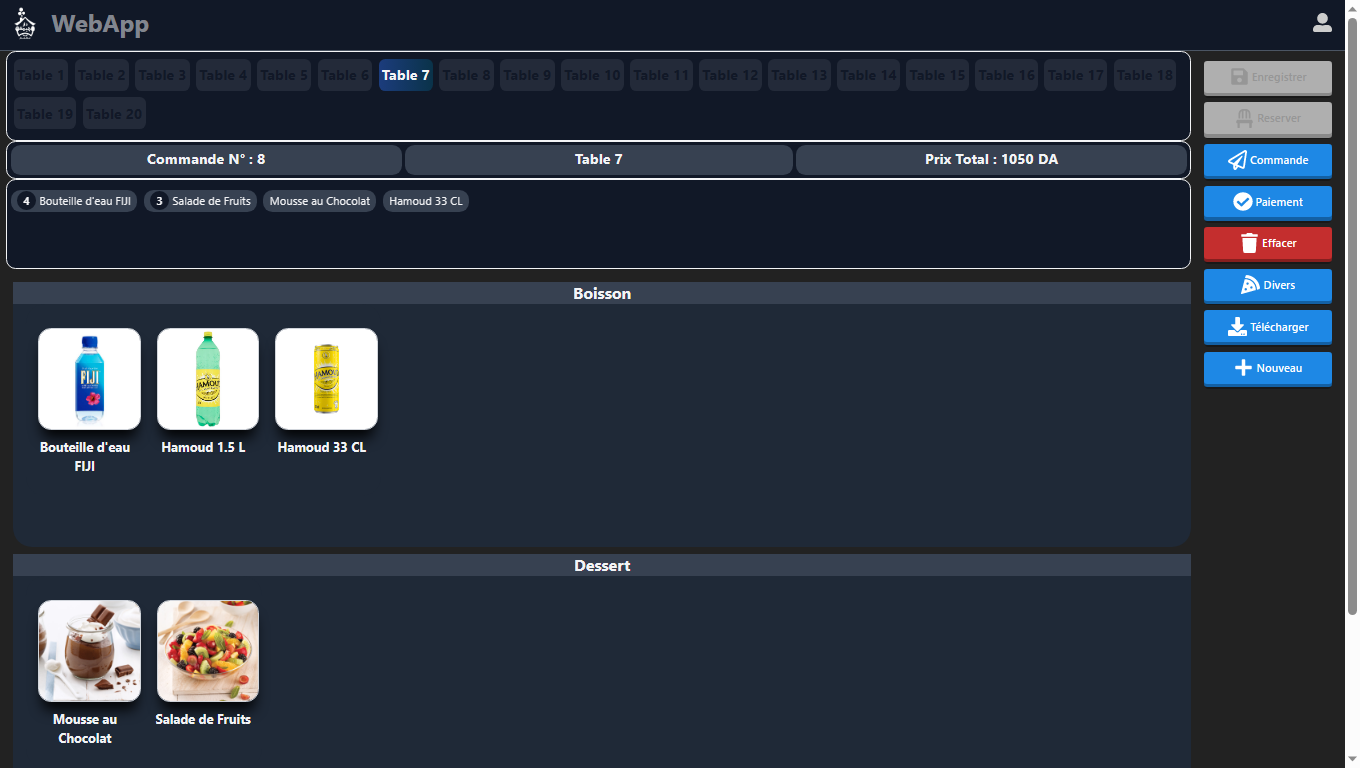 WebApp
Table 1 Table 2 Table 3 Table 4 Table 5 Table 6 Table 7 Table 8 Table 9 Table 10 Table 11 Table 12 Table 13 Table 14 Table 15 Table 16 Table 17 Table 18
Table 19 Table 20
Commande N° : 8 Table 7 Prix Total : 1050 DA
4 Bouteille d'eau FIJI 3 Salade de Fruits Mousse au Chocolat Hamoud 33 CL
Enregistrer
Reserver
Commande
Paiement
Effacer
Divers
Télécharger
Nouveau
Boisson
FIJI
Bouteille d'eau
FIJI
Hamoud 1.5 L
Hamoud 33 CL
Dessert
Mousse au
Chocolat
Salade de Fruits